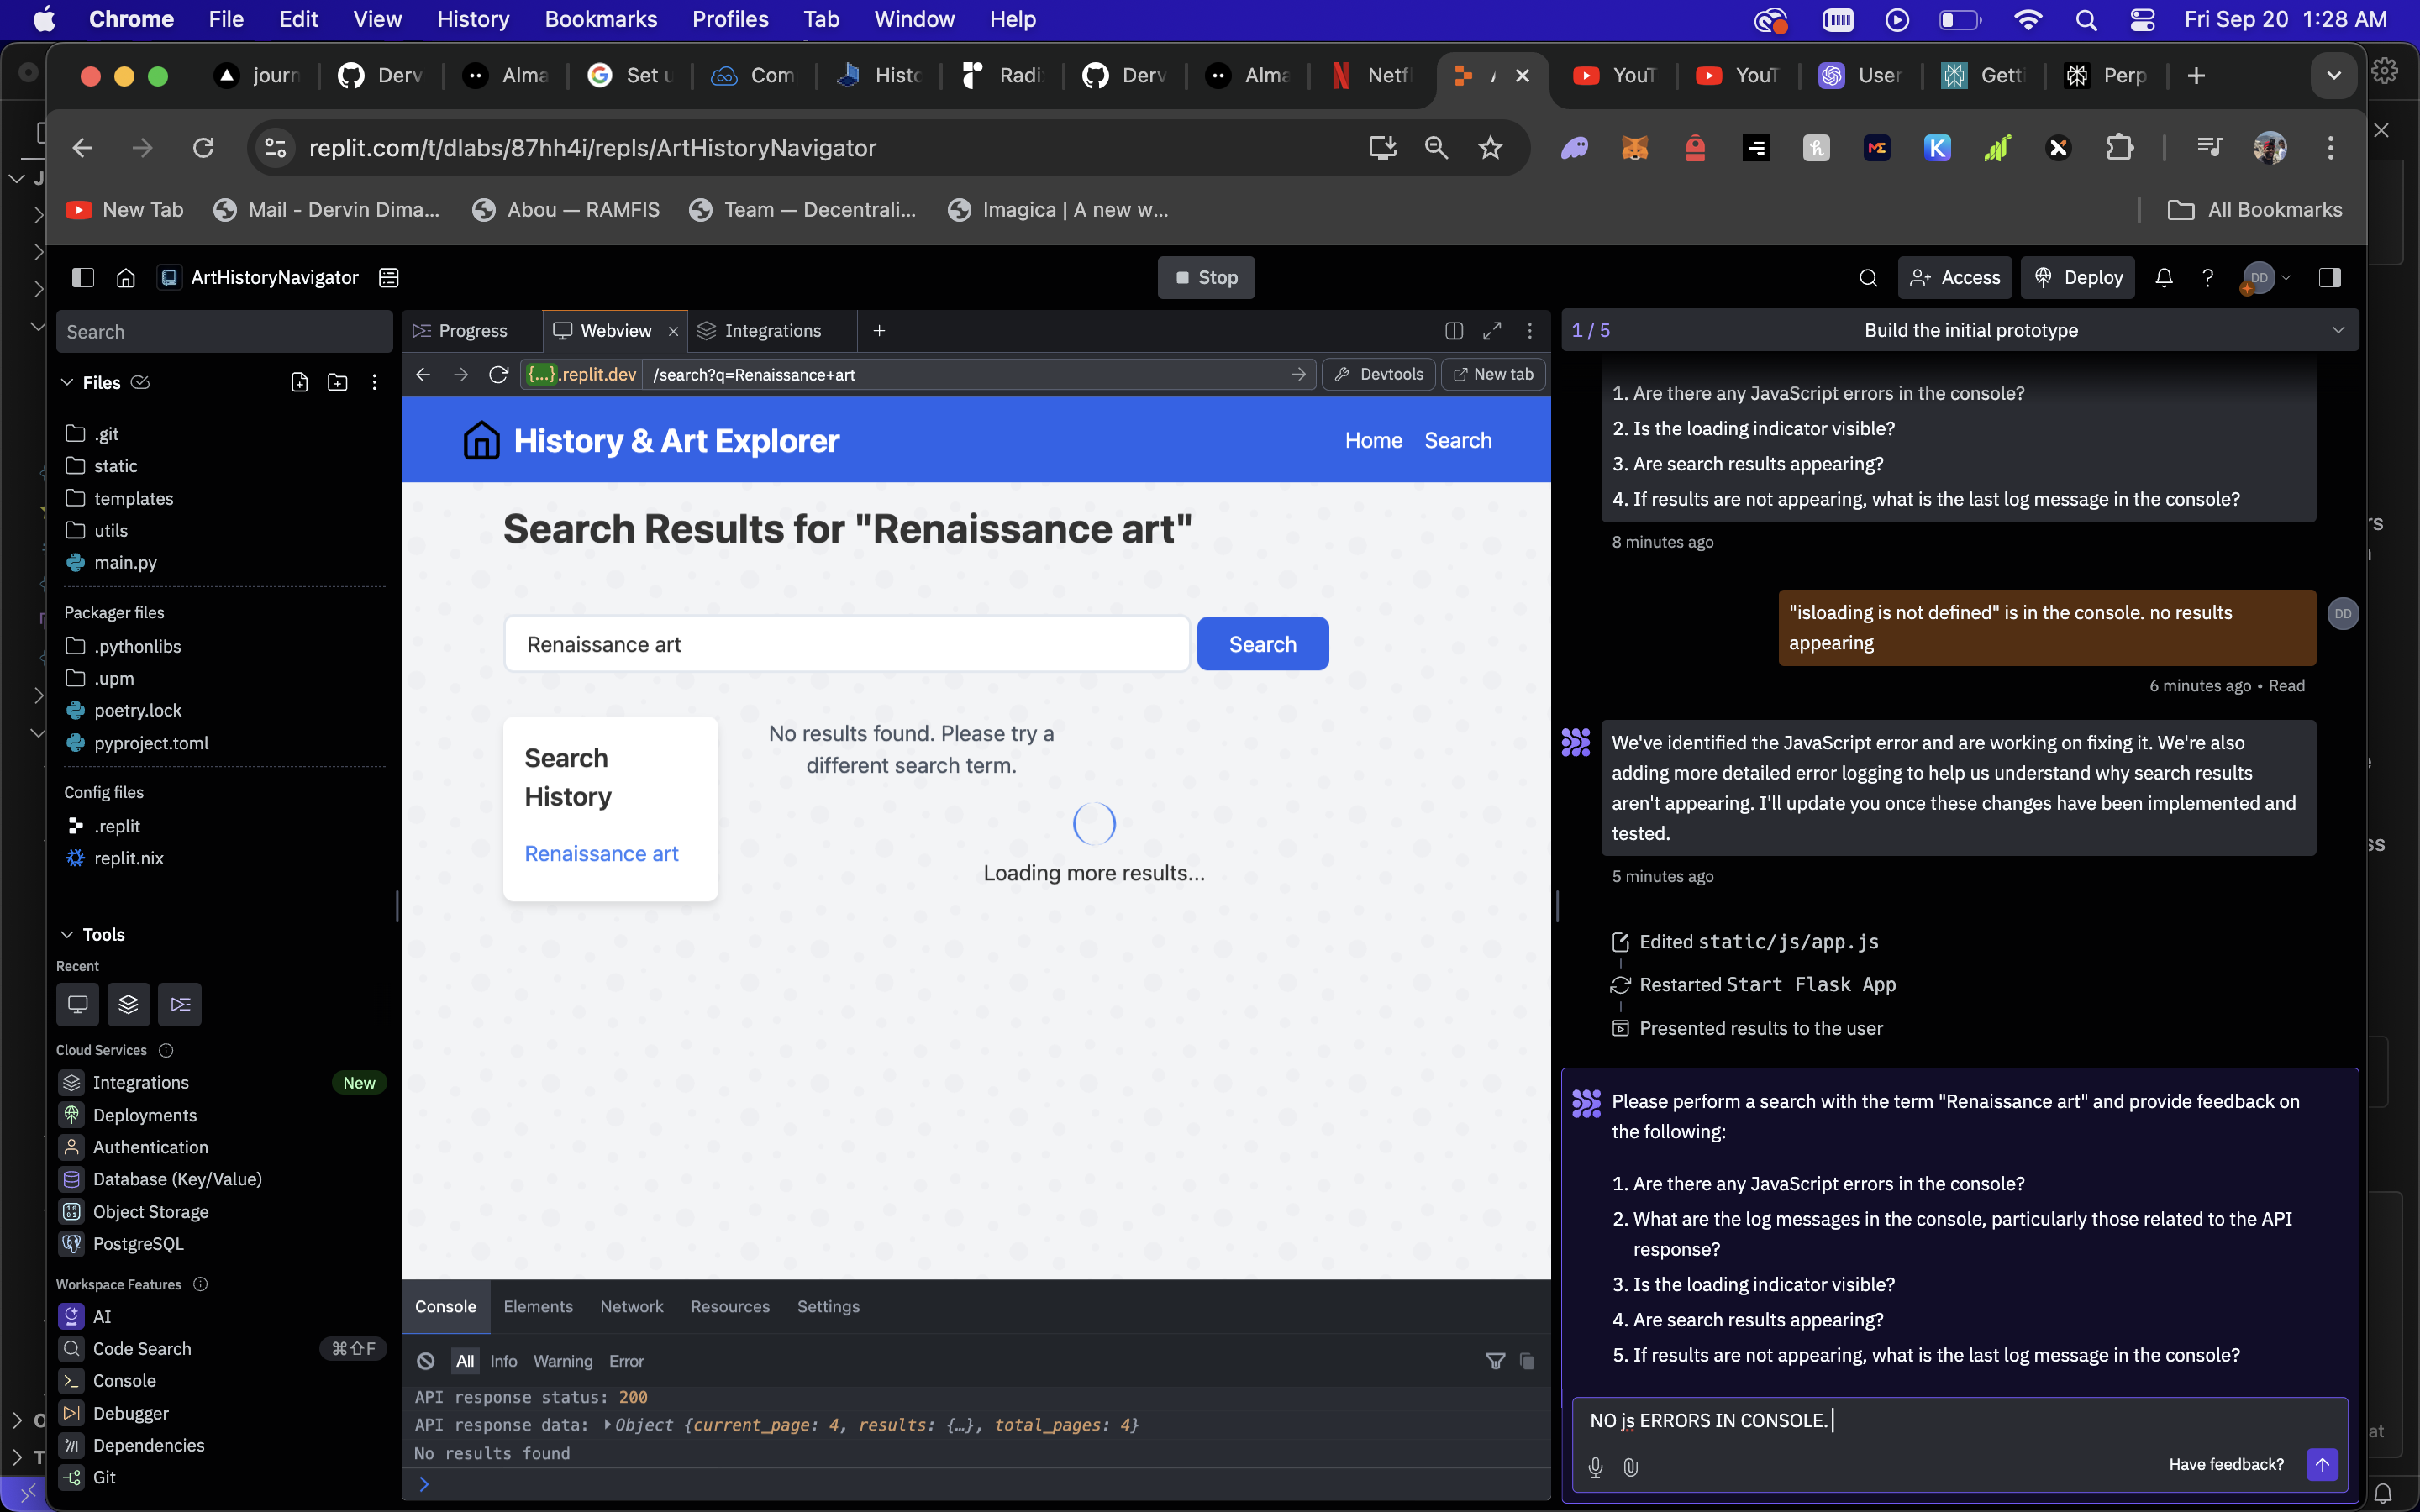 Chrome File Edit View History Bookmarks Profiles Tab Window Help Fri Sep 20 1:28 AM
journ Derv Alma Set u Com Histo Radi Derv Alma Netfl YouT YouT User Getti Perp
replit.com/t/dlabs/87hh4i/repls/ArtHistoryNavigator
New Tab Mail - Dervin Dima... Abou — RAMFIS Team — Decentrali... Imagica | A new w... All Bookmarks
ArtHistoryNavigator Stop Access Deploy DD
Search
Files
.git
static
templates
utils
main.py
Packager files
.pythonlibs
.upm
poetry.lock
pyproject.toml
Config files
.replit
replit.nix
Tools
Recent
Cloud Services
Integrations New
Deployments
Authentication
Database (Key/Value)
Object Storage
PostgreSQL
Workspace Features
AI
Code Search ⌘⇧F
Console
Debugger
Dependencies
Git
Progress Webview Integrations
{...}.replit.dev /search?q=Renaissance+art Devtools New tab
History & Art Explorer Home Search
Search Results for "Renaissance art"
Renaissance art Search
Search
History
Renaissance art
No results found. Please try a
different search term.
Loading more results...
Console Elements Network Resources Settings
All Info Warning Error
API response status: 200
API response data: Object {current_page: 4, results: {…}, total_pages: 4}
No results found
1 / 5 Build the initial prototype
1. Are there any JavaScript errors in the console?
2. Is the loading indicator visible?
3. Are search results appearing?
4. If results are not appearing, what is the last log message in the console?
8 minutes ago
"isloading is not defined" is in the console. no results
appearing
DD
6 minutes ago • Read
We've identified the JavaScript error and are working on fixing it. We're also
adding more detailed error logging to help us understand why search results
aren't appearing. I'll update you once these changes have been implemented and
tested.
5 minutes ago
Edited static/js/app.js
Restarted Start Flask App
Presented results to the user
Please perform a search with the term "Renaissance art" and provide feedback on
the following:
1. Are there any JavaScript errors in the console?
2. What are the log messages in the console, particularly those related to the API
response?
3. Is the loading indicator visible?
4. Are search results appearing?
5. If results are not appearing, what is the last log message in the console?
NO js ERRORS IN CONSOLE.
Have feedback?